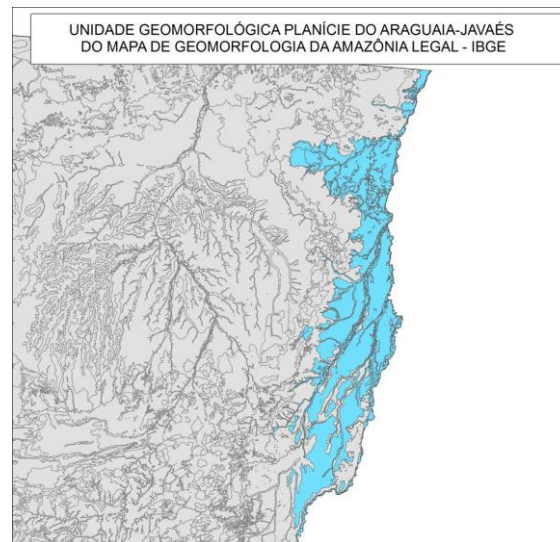 UNIDADE GEOMORFOLÓGICA PLANÍCIE DO ARAGUAIA-JAVAÉS
DO MAPA DE GEOMORFOLOGIA DA AMAZÔNIA LEGAL - IBGE